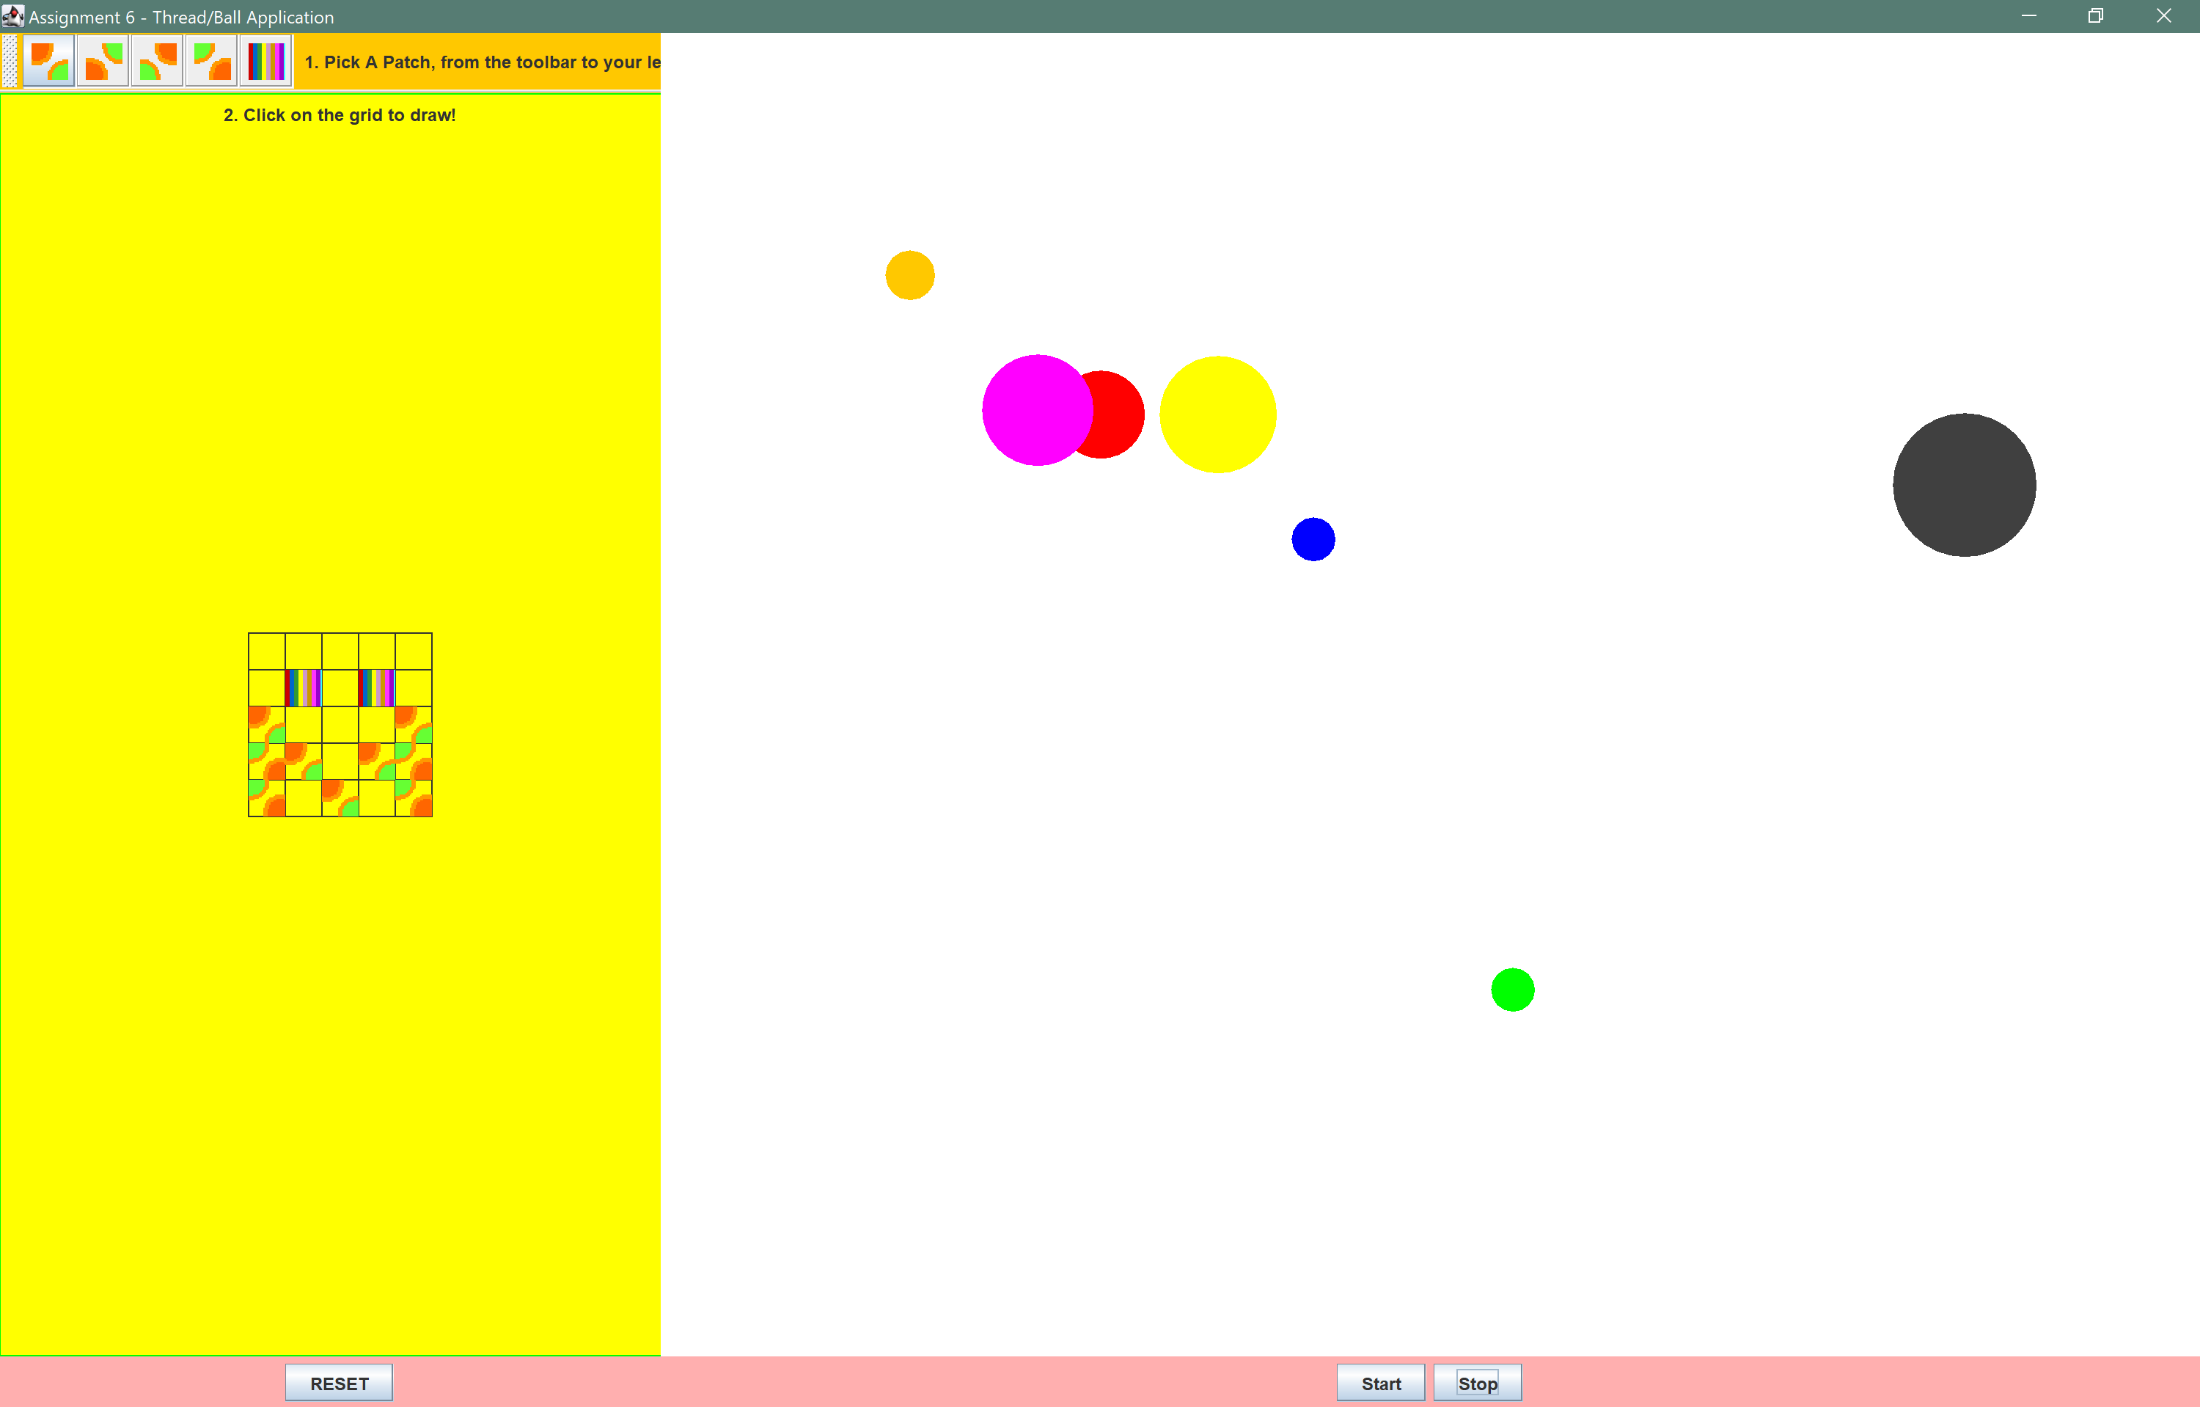 Assignment 6 - Thread/Ball Application
1. Pick A Patch, from the toolbar to your le
2. Click on the grid to draw!
RESET
Start
Stop